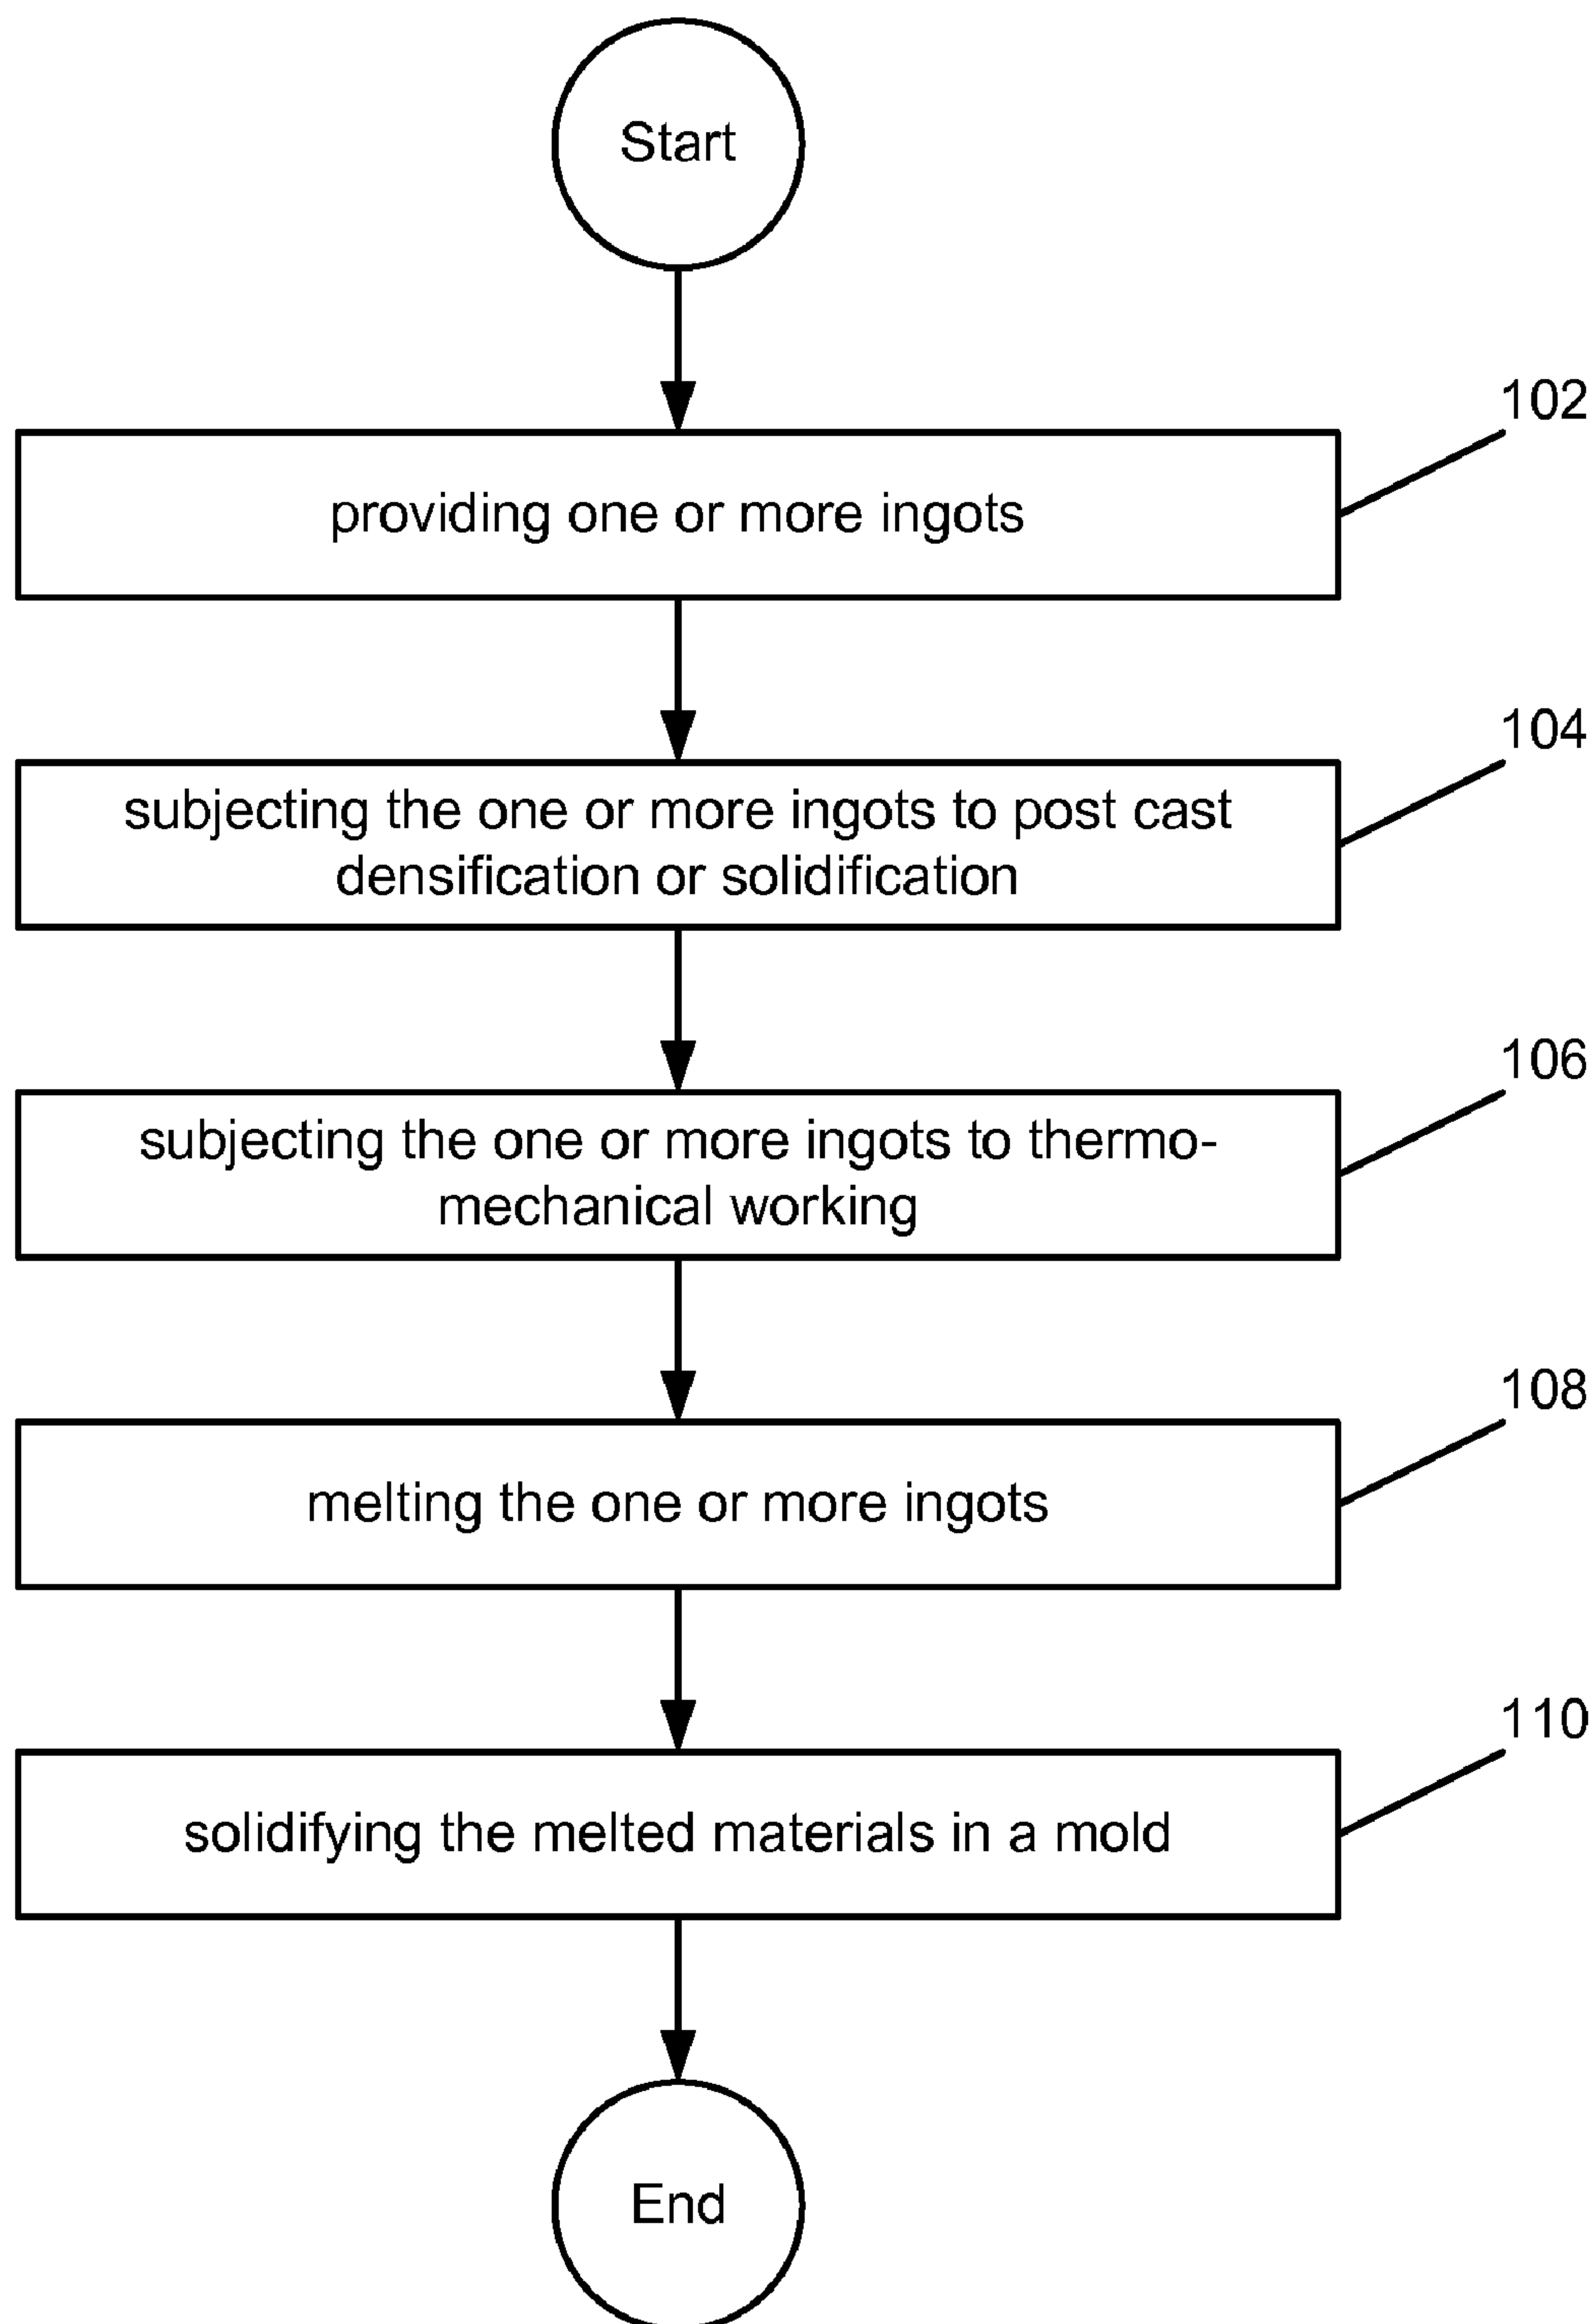 Start
102
providing one or more ingots
104
subjecting the one or more ingots to post cast
densification or solidification
106
subjecting the one or more ingots to thermo-
mechanical working
108
melting the one or more ingots
110
solidifying the melted materials in a mold
End